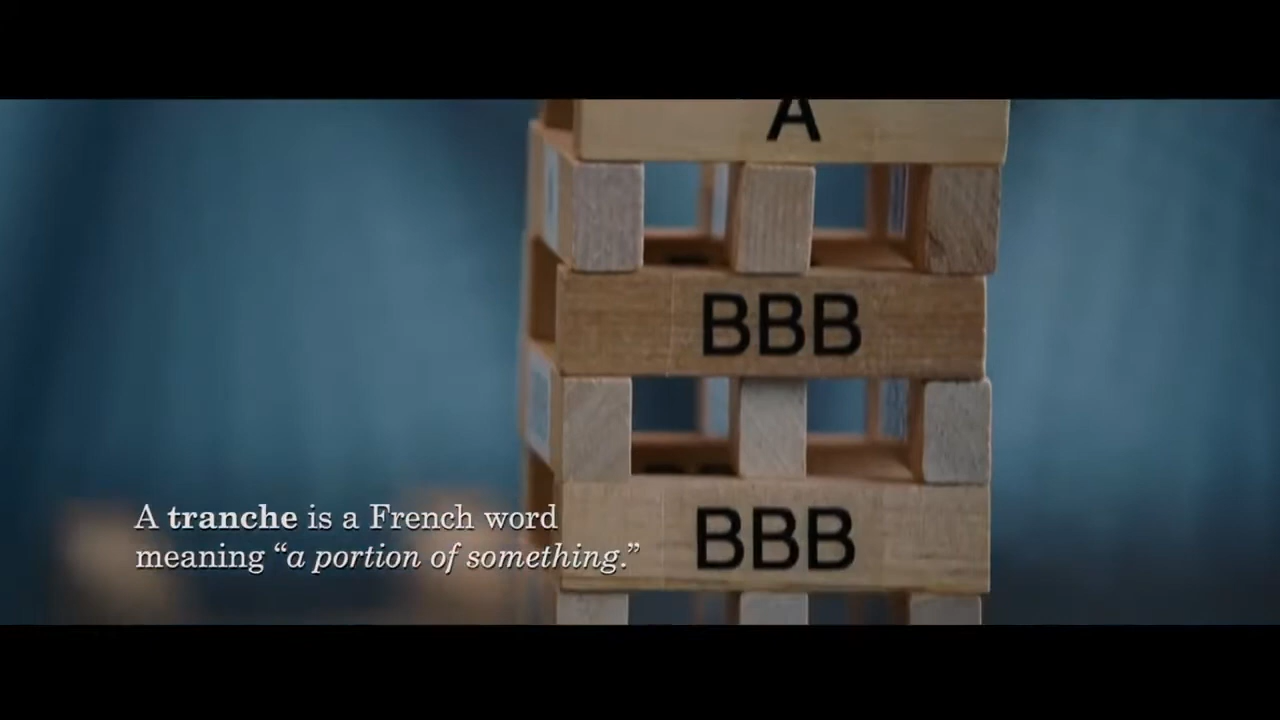 A
BBB
BBB
A tranche is a French word
meaning “a portion of something.”